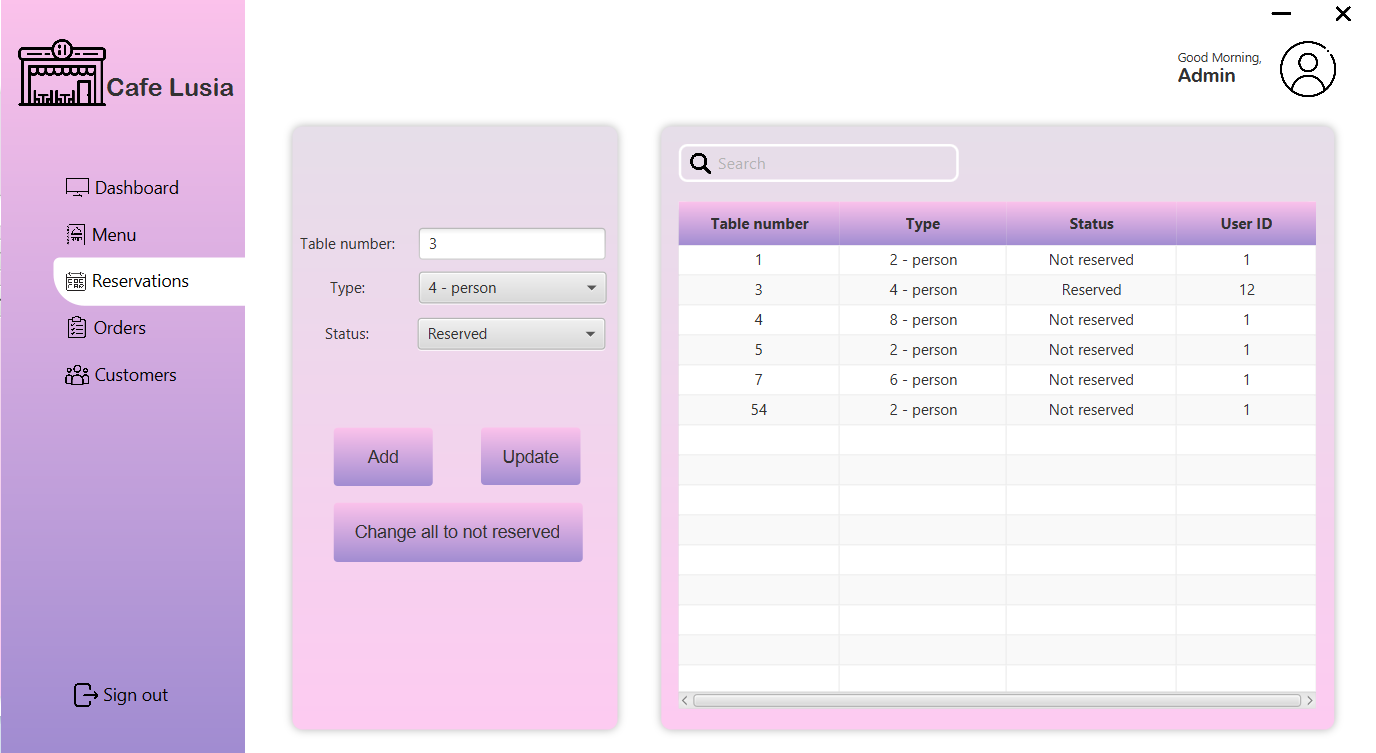 Good Morning,
Admin
Cafe Lusia
Dashboard
Menu
Reservations
Orders
Customers
Sign out
Table number: 3
Type: 4 - person
Status: Reserved
Add Update
Change all to not reserved
Search
Table number Type Status User ID
1 2 - person Not reserved 1
3 4 - person Reserved 12
4 8 - person Not reserved 1
5 2 - person Not reserved 1
7 6 - person Not reserved 1
54 2 - person Not reserved 1